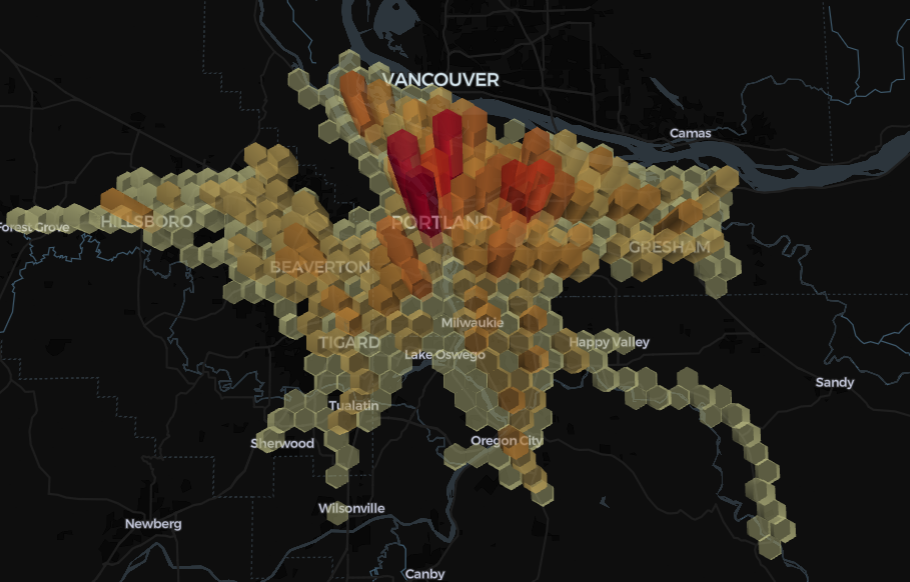 VANCOUVER
Camas
Forest Grove
HILLSBORO
PORTLAND
GRESHAM
BEAVERTON
Milwaukie
TIGARD
Lake Oswego
Happy Valley
Sandy
Tualatin
Sherwood
Oregon City
Wilsonville
Newberg
Canby